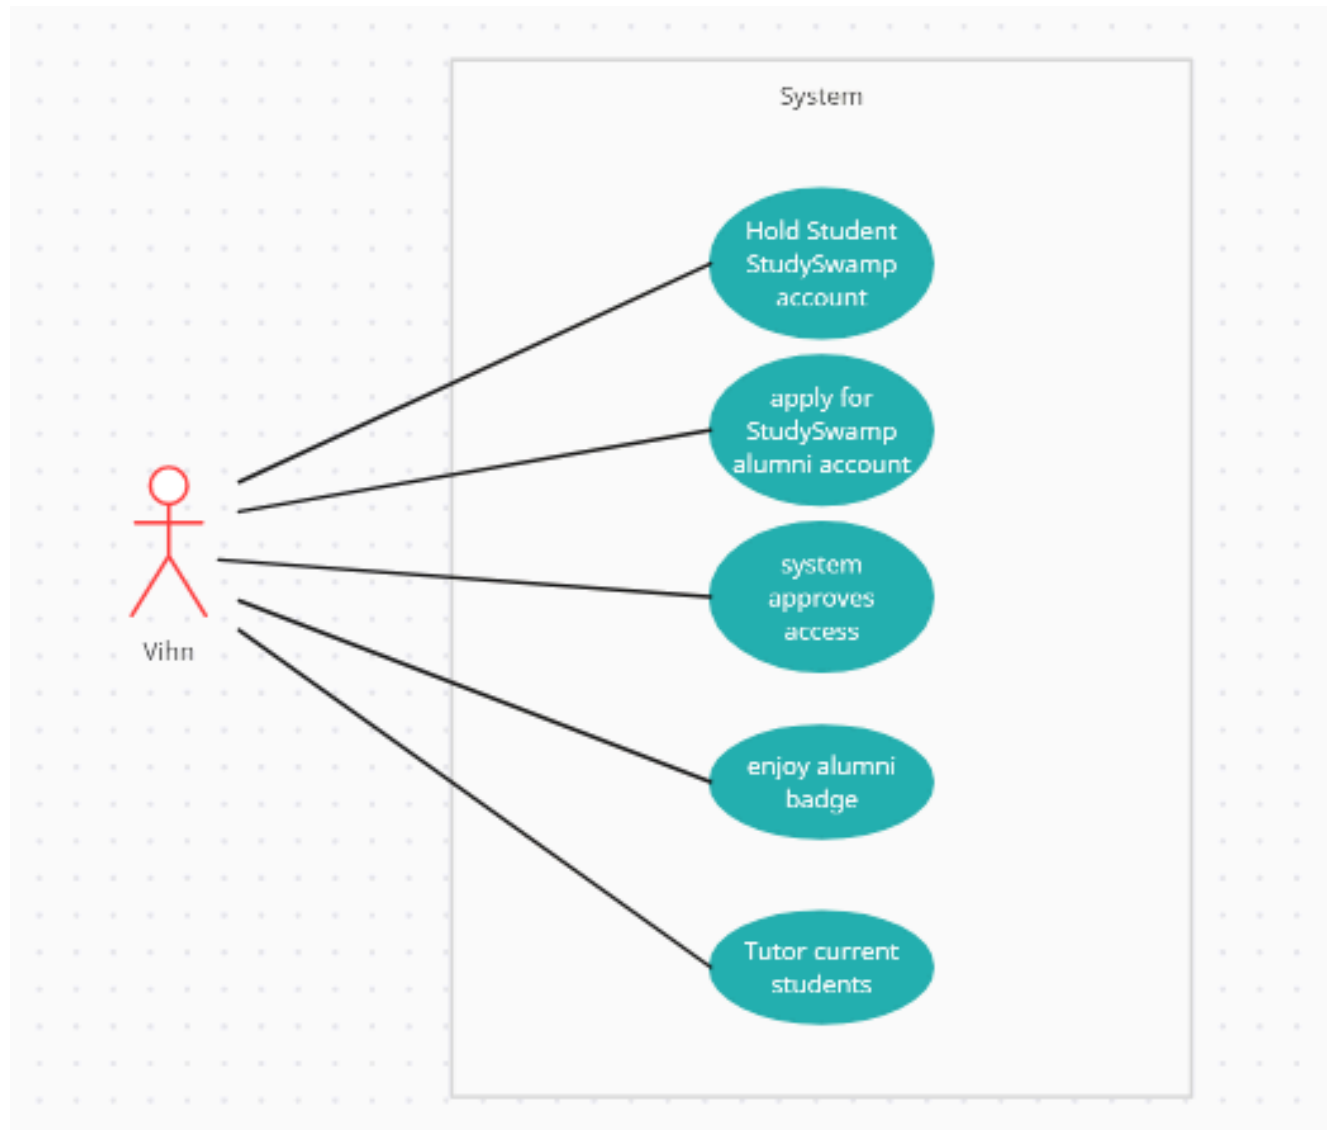 System
Hold Student
StudySwamp
account
apply for
StudySwamp
alumni account
system
approves
access
Vihn
enjoy alumni
badge
Tutor current
students